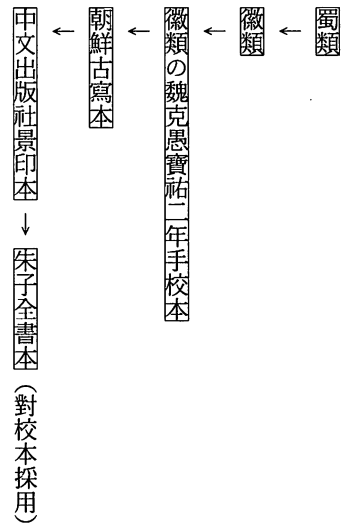 蜀類
←
徽類
←
徽類の魏克愚寶祐二年手校本
←
朝鮮古寫本
←
中文出版社景印本 → 朱子全書本 (對校本採用)